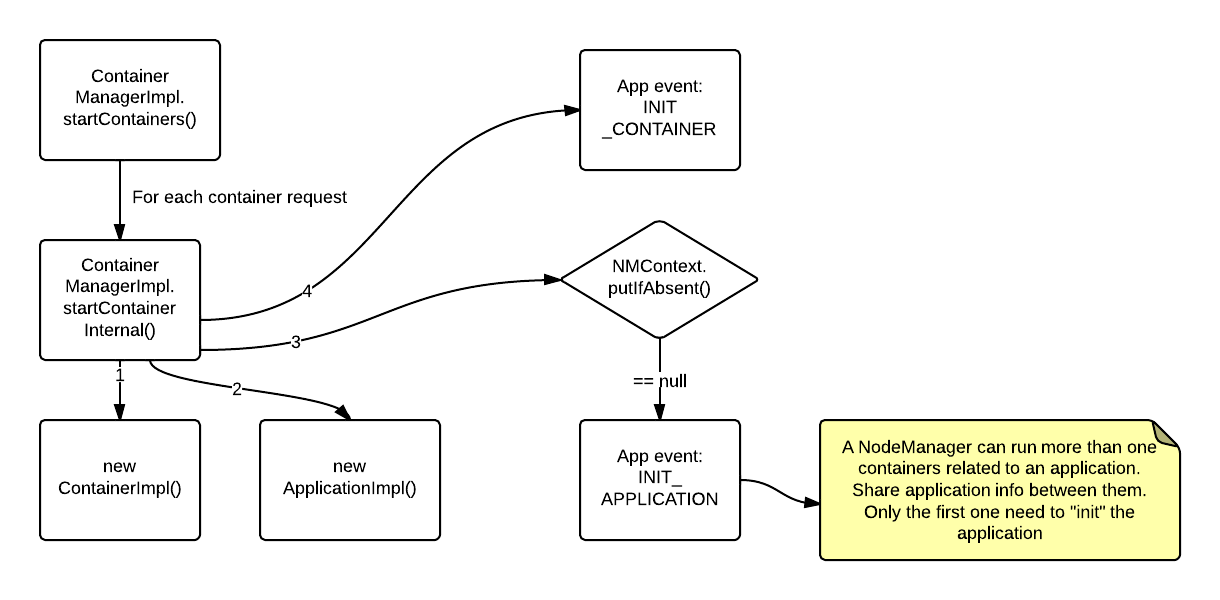 Container
ManagerImpl.
startContainers()
App event:
INIT
_CONTAINER
For each container request
Container
ManagerImpl.
startContainer
Internal()
4
3
NMContext.
putIfAbsent()
1
2
== null
new
ContainerImpl()
new
ApplicationImpl()
App event:
INIT_
APPLICATION
A NodeManager can run more than one
containers related to an application.
Share application info between them.
Only the first one need to "init" the
application